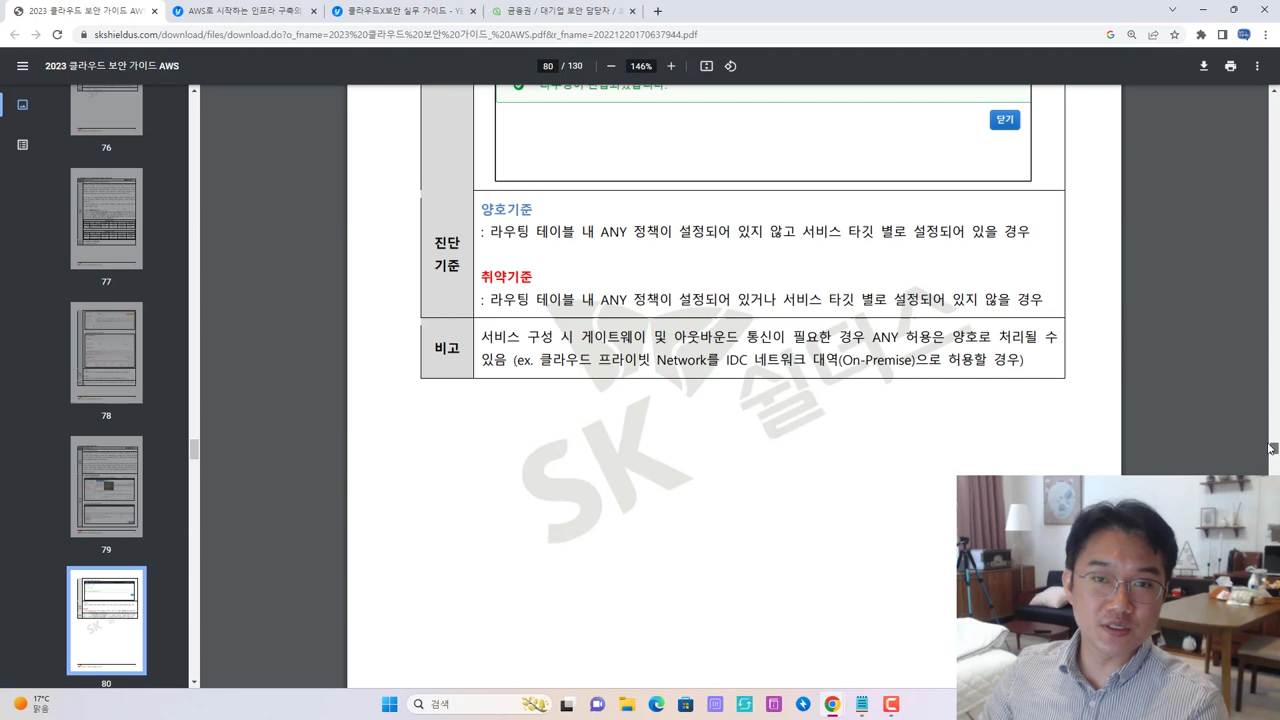 2023 클라우드 보안 가이드 AWS
AWS로 시작하는 인프라 구축의
클라우드X보안 실무 가이드 - YE
금융권 / 대기업 보안 담당자 /
skshieldus.com/download/files/download.do?o_fname=2023%20클라우드%20보안%20가이드_%20AWS.pdf&r_fname=20221220170637944.pdf
2023 클라우드 보안 가이드 AWS
80 / 130
146%
76
77
78
79
80
닫기
진단
기준
양호기준
: 라우팅 테이블 내 ANY 정책이 설정되어 있지 않고 서비스 타깃 별로 설정되어 있을 경우
취약기준
: 라우팅 테이블 내 ANY 정책이 설정되어 있거나 서비스 타깃 별로 설정되어 있지 않을 경우
비고
서비스 구성 시 게이트웨이 및 아웃바운드 통신이 필요한 경우 ANY 허용은 양호로 처리될 수
있음 (ex. 클라우드 프라이빗 Network를 IDC 네트워크 대역(On-Premise)으로 허용할 경우)
SK 쉴더스
17°C
맑음
검색